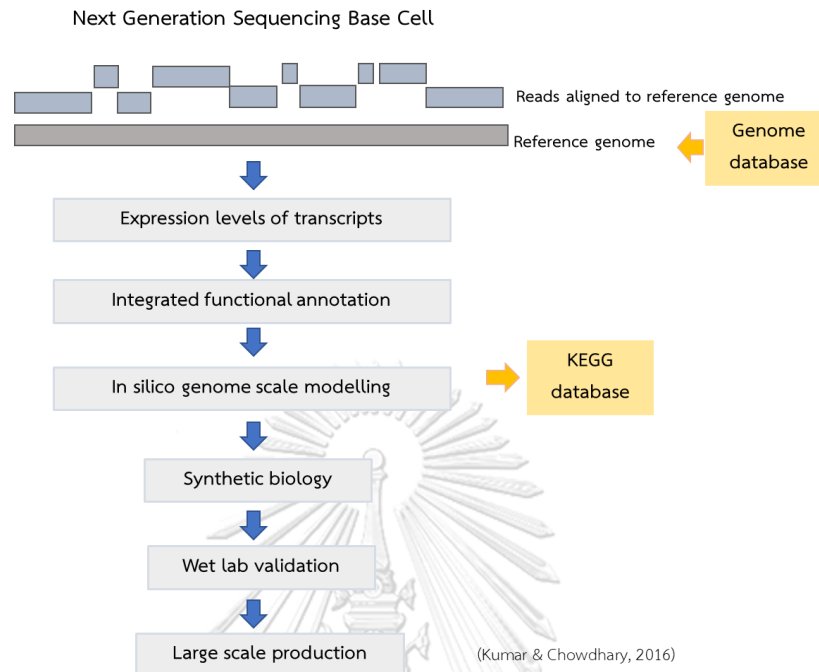 Next Generation Sequencing Base Cell
Reads aligned to reference genome
Reference genome
Genome
database
Expression levels of transcripts
Integrated functional annotation
In silico genome scale modelling
KEGG
database
Synthetic biology
Wet lab validation
Large scale production
(Kumar & Chowdhary, 2016)